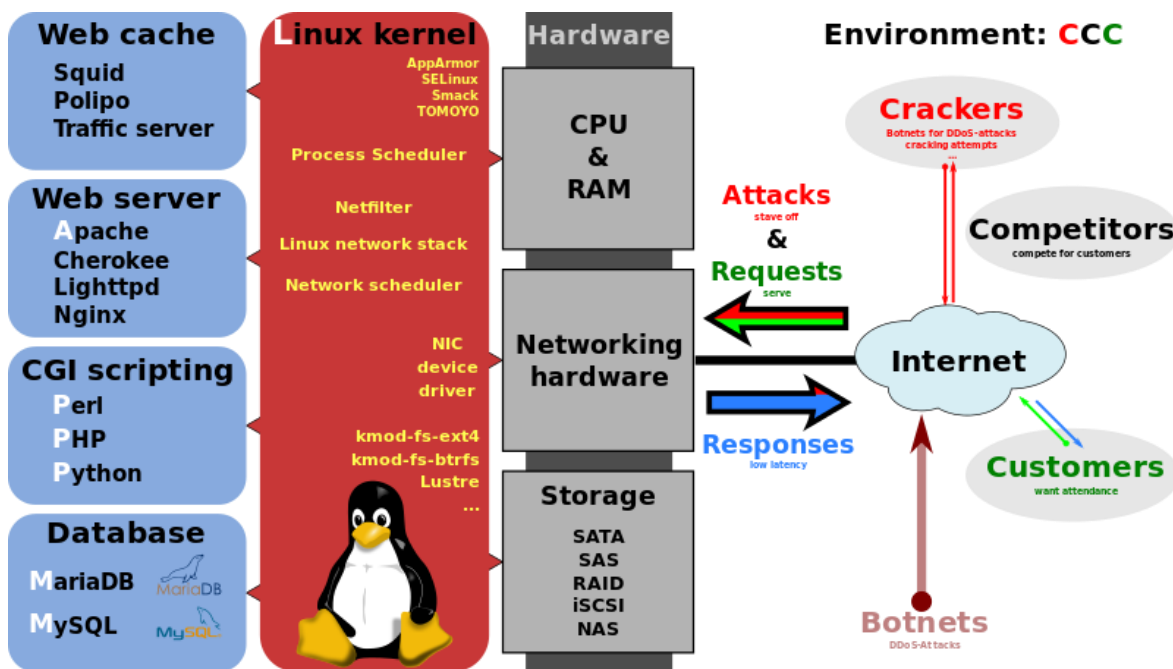 Web cache
Squid
Polipo
Traffic server
Web server
Apache
Cherokee
Lighttpd
Nginx
CGI scripting
Perl
PHP
Python
Database
MariaDB
MariaDB
MySQL
MySQL
Linux kernel
AppArmor
SELinux
Smack
TOMOYO
Process Scheduler
Netfilter
Linux network stack
Network scheduler
NIC
device
driver
kmod-fs-ext4
kmod-fs-btrfs
Lustre
...
Hardware
CPU
&
RAM
Networking
hardware
Storage
SATA
SAS
RAID
iSCSI
NAS
Attacks
stave off
&
Requests
serve
Responses
low latency
Environment: CCC
Crackers
Botnets for DDoS-attacks
cracking attempts
...
Competitors
compete for customers
Internet
Customers
want attendance
Botnets
DDoS-Attacks